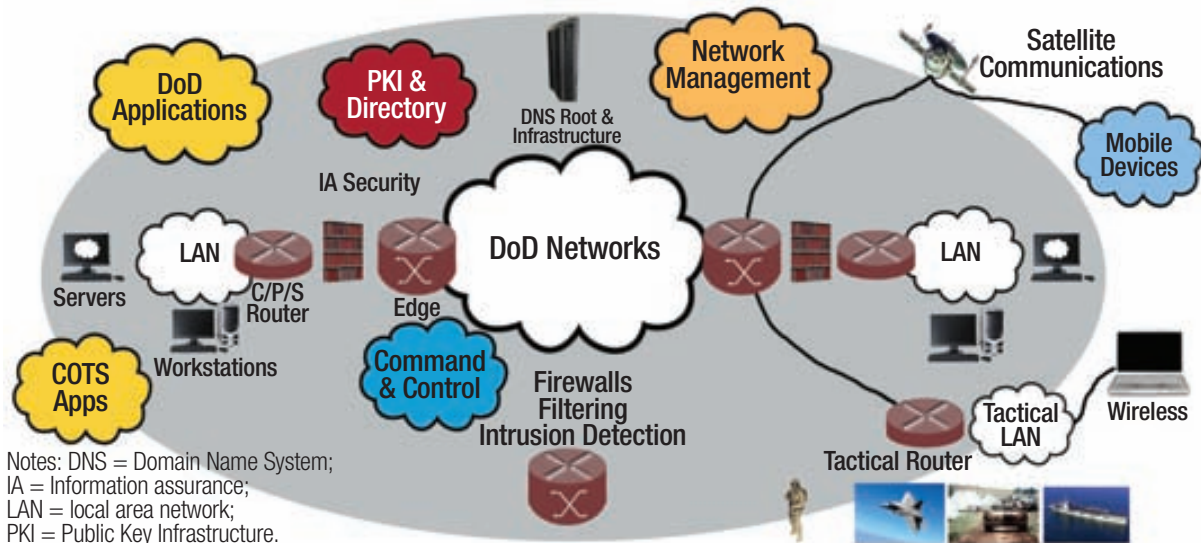 DoD
Applications
PKI &
Directory
DNS Root &
Infrastructure
Network
Management
Satellite
Communications
Mobile
Devices
IA Security
Servers
LAN
C/P/S
Router
Workstations
Edge
DoD Networks
LAN
COTS
Apps
Command
& Control
Firewalls
Filtering
Intrusion Detection
Tactical Router
Tactical
LAN
Wireless
Notes: DNS = Domain Name System;
IA = Information assurance;
LAN = local area network;
PKI = Public Key Infrastructure.